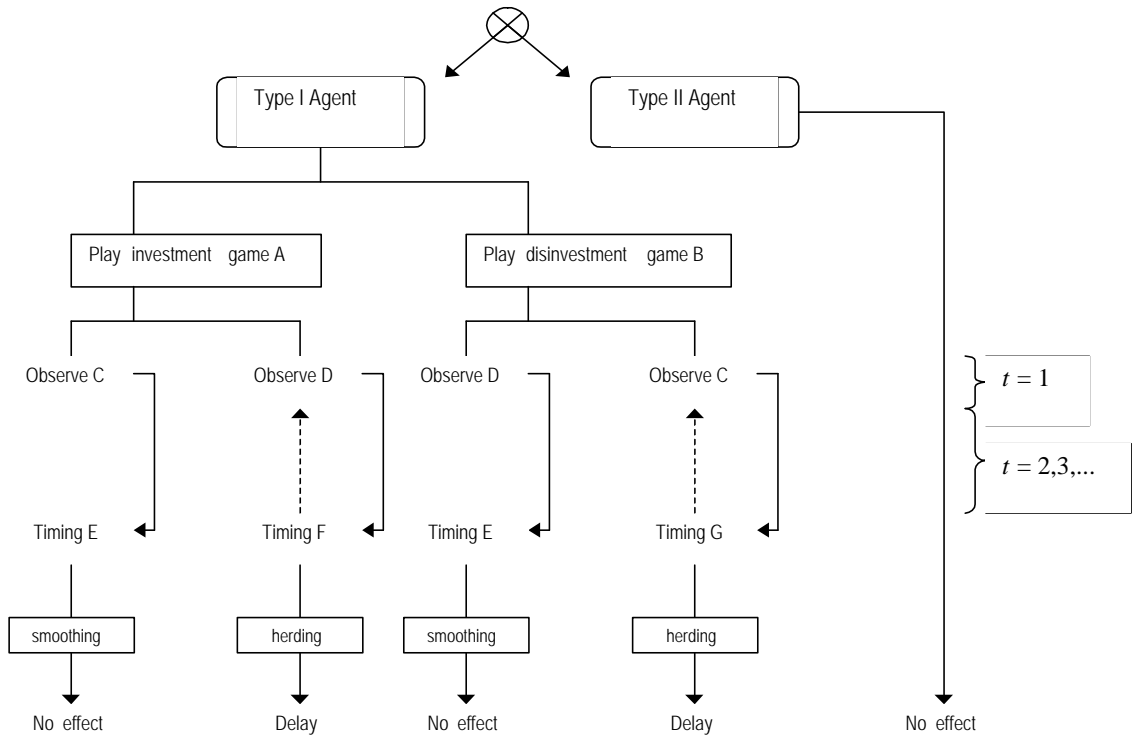 Type I Agent
Type II Agent
Play investment game A
Play disinvestment game B
Observe C
Observe D
Observe D
Observe C
t = 1
t = 2,3,...
Timing E
Timing F
Timing E
Timing G
smoothing
herding
smoothing
herding
No effect
Delay
No effect
Delay
No effect